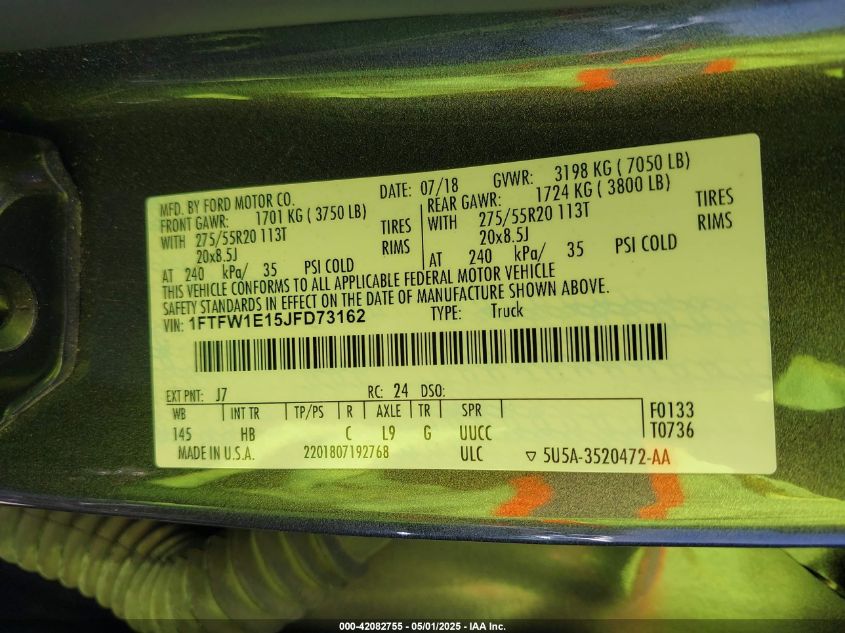 MFD. BY FORD MOTOR CO. DATE: 07/18 GVWR: 3198 KG ( 7050 LB)
FRONT GAWR: 1701 KG ( 3750 LB) REAR GAWR: 1724 KG ( 3800 LB)
WITH 275/55R20 113T TIRES WITH 275/55R20 113T TIRES
20x8.5J RIMS 20x8.5J RIMS
AT 240 kPa/ 35 PSI COLD AT 240 kPa/ 35 PSI COLD
THIS VEHICLE CONFORMS TO ALL APPLICABLE FEDERAL MOTOR VEHICLE
SAFETY STANDARDS IN EFFECT ON THE DATE OF MANUFACTURE SHOWN ABOVE.
VIN: 1FTFW1E15JFD73162 TYPE: Truck
EXT PNT: J7 RC: 24 DSO:
WB INT TR TP/PS R AXLE TR SPR F0133
145 HB C L9 G UUCC T0736
MADE IN U.S.A. 2201807192768 ULC ▽ 5U5A-3520472-AA
000-42082755 - 05/01/2025 - IAA Inc.